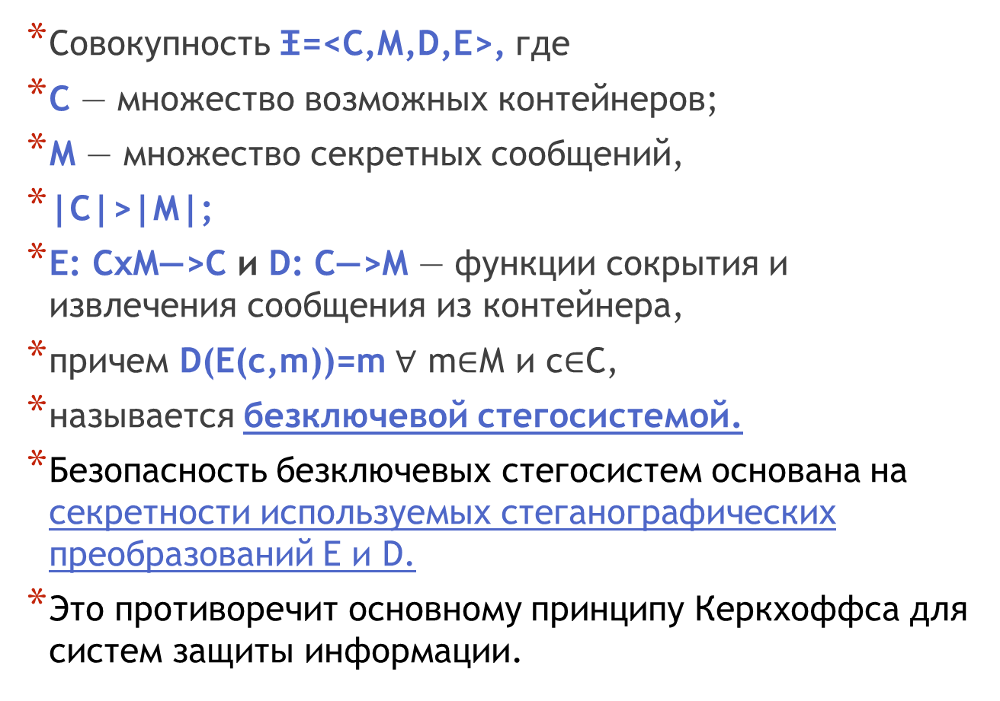 *Совокупность Ɪ=<C,M,D,E>, где
*C — множество возможных контейнеров;
*M — множество секретных сообщений,
*|C|>|M|;
*E: CxM—>C и D: C—>M — функции сокрытия и
извлечения сообщения из контейнера,
*причем D(E(c,m))=m ∀ m∈M и c∈C,
*называется безключевой стегосистемой.
*Безопасность безключевых стегосистем основана на
секретности используемых стеганографических
преобразований E и D.
*Это противоречит основному принципу Керкхоффса для
систем защиты информации.